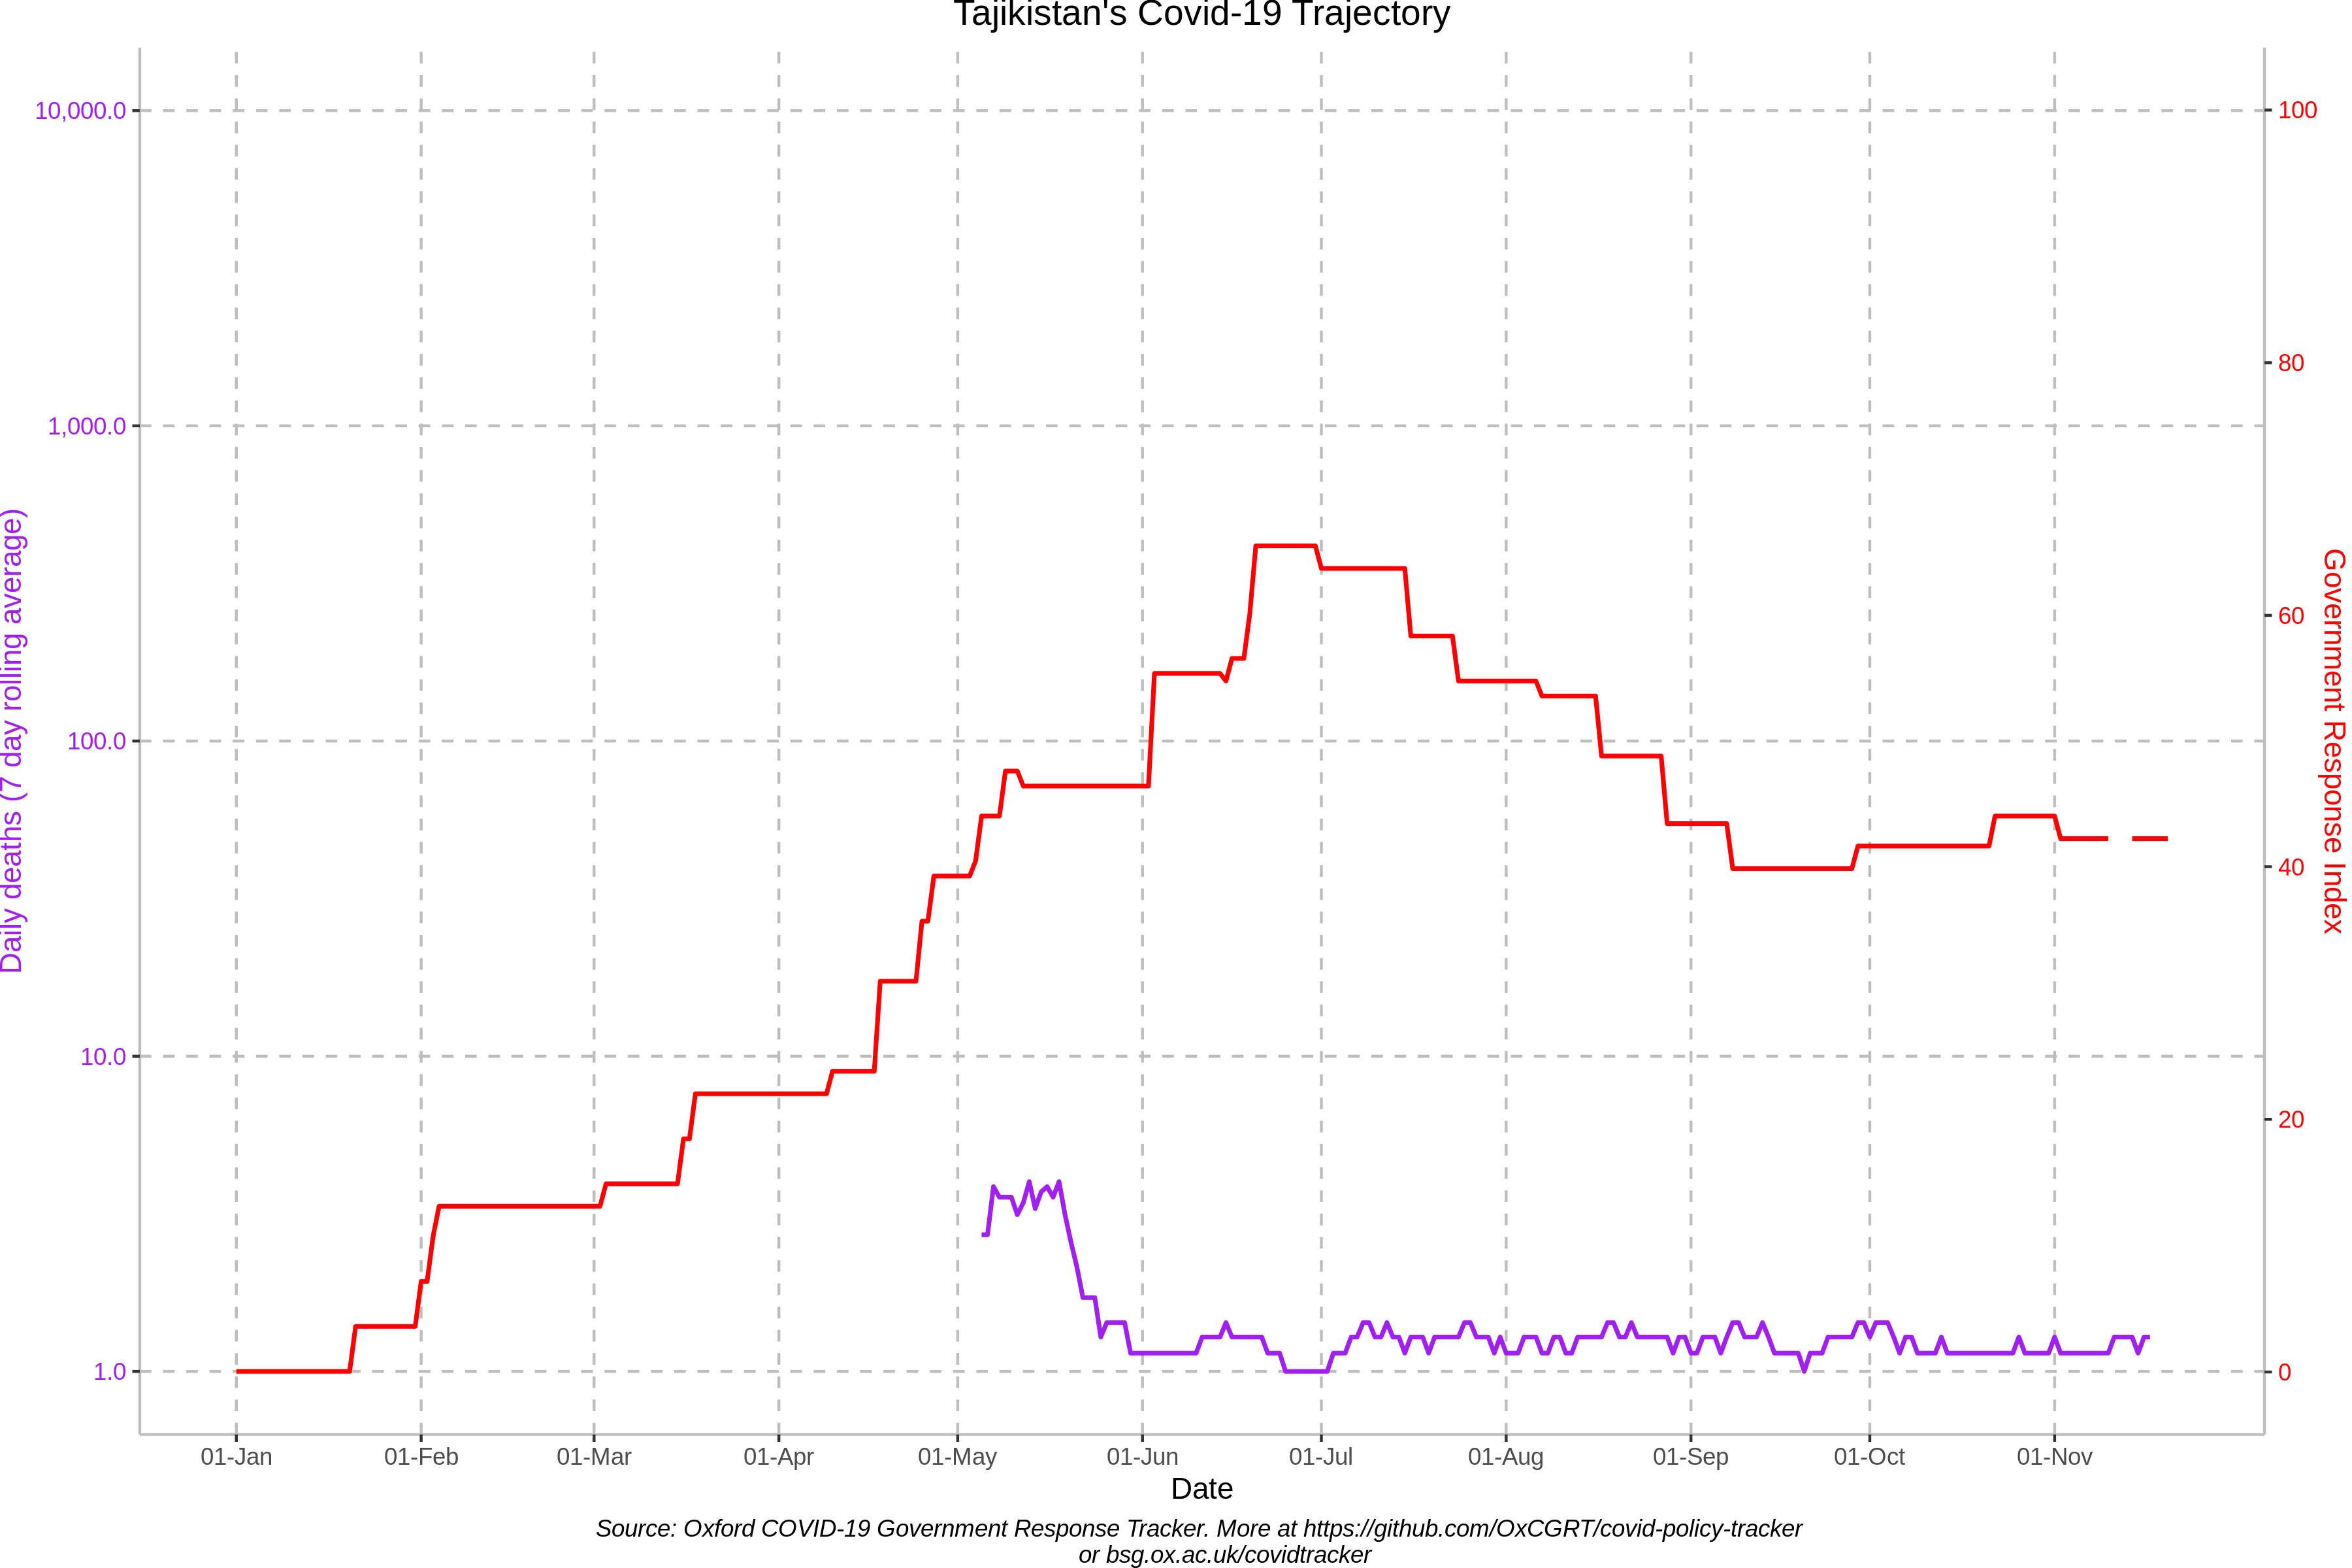 Tajikistan's Covid-19 Trajectory
10,000.0
1,000.0
100.0
10.0
1.0
Daily deaths (7 day rolling average)
100
80
60
40
20
0
Government Response Index
01-Jan 01-Feb 01-Mar 01-Apr 01-May 01-Jun 01-Jul 01-Aug 01-Sep 01-Oct 01-Nov
Date
Source: Oxford COVID-19 Government Response Tracker. More at https://github.com/OxCGRT/covid-policy-tracker
or bsg.ox.ac.uk/covidtracker